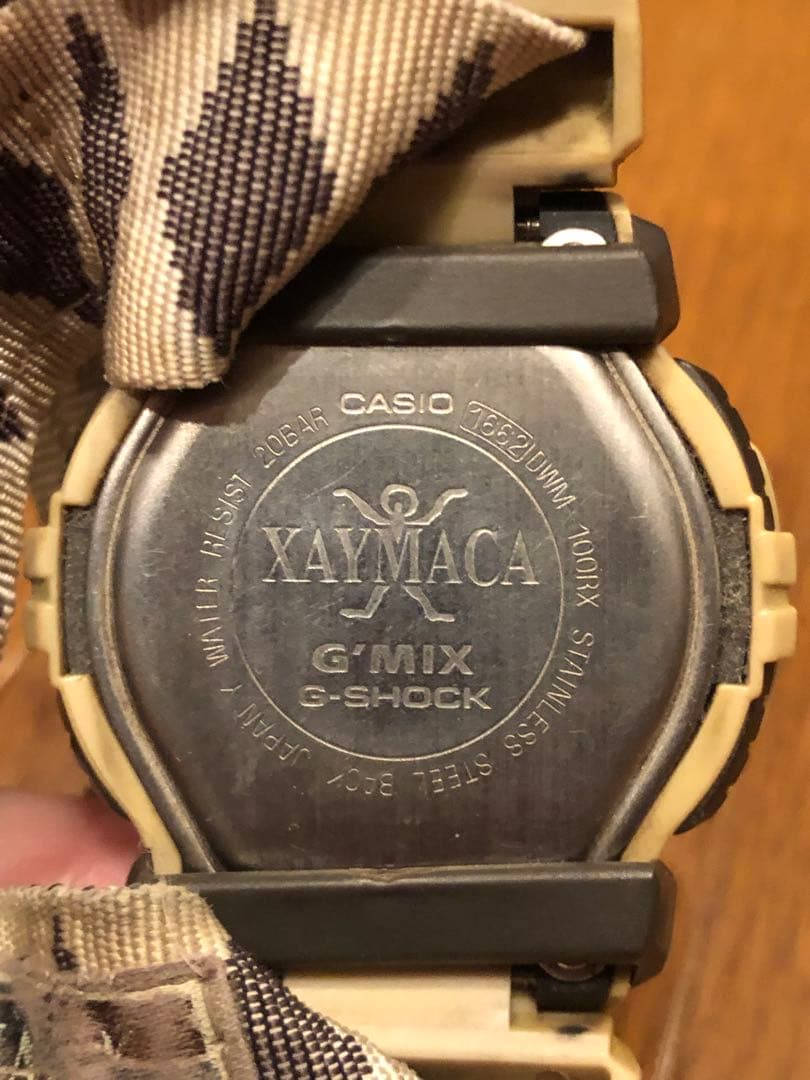 CASIO
1662 DWM-100RX STAINLESS STEEL BACK JAPAN Y WATER RESIST 20BAR
XAYMACA
G'MIX
G-SHOCK